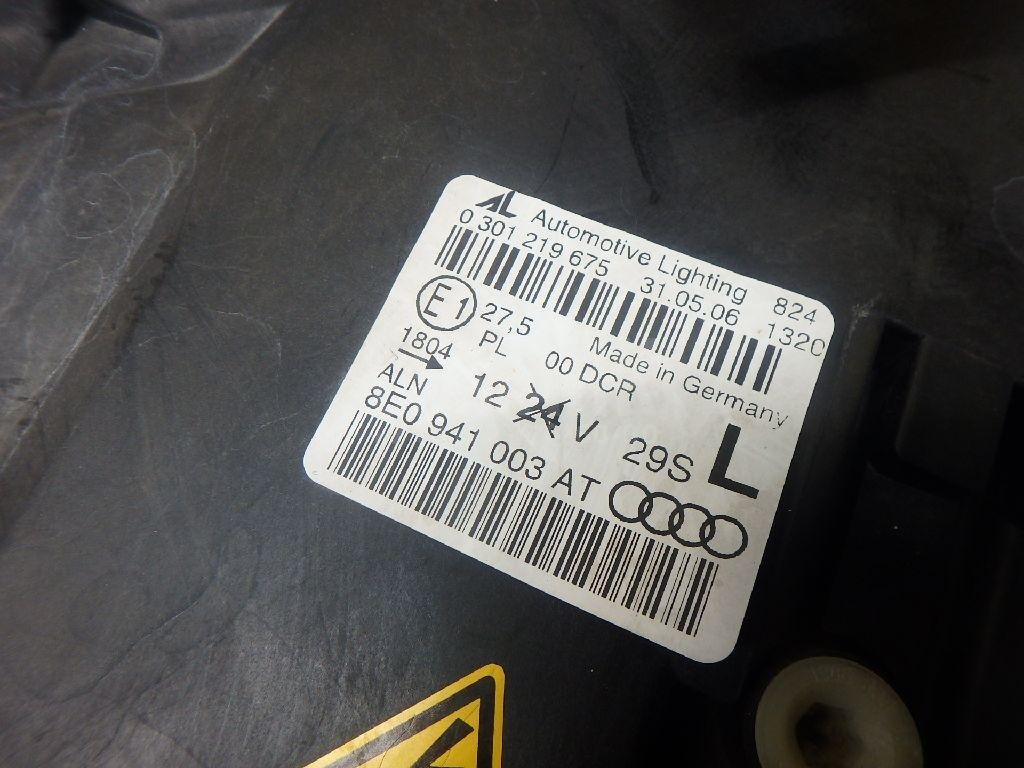 AL Automotive Lighting 824
0 301 219 675 31.05.06 1320
E1 27,5 Made in Germany
1804 PL 00 DCR
ALN 12 24 V 29S L
8E0 941 003 AT